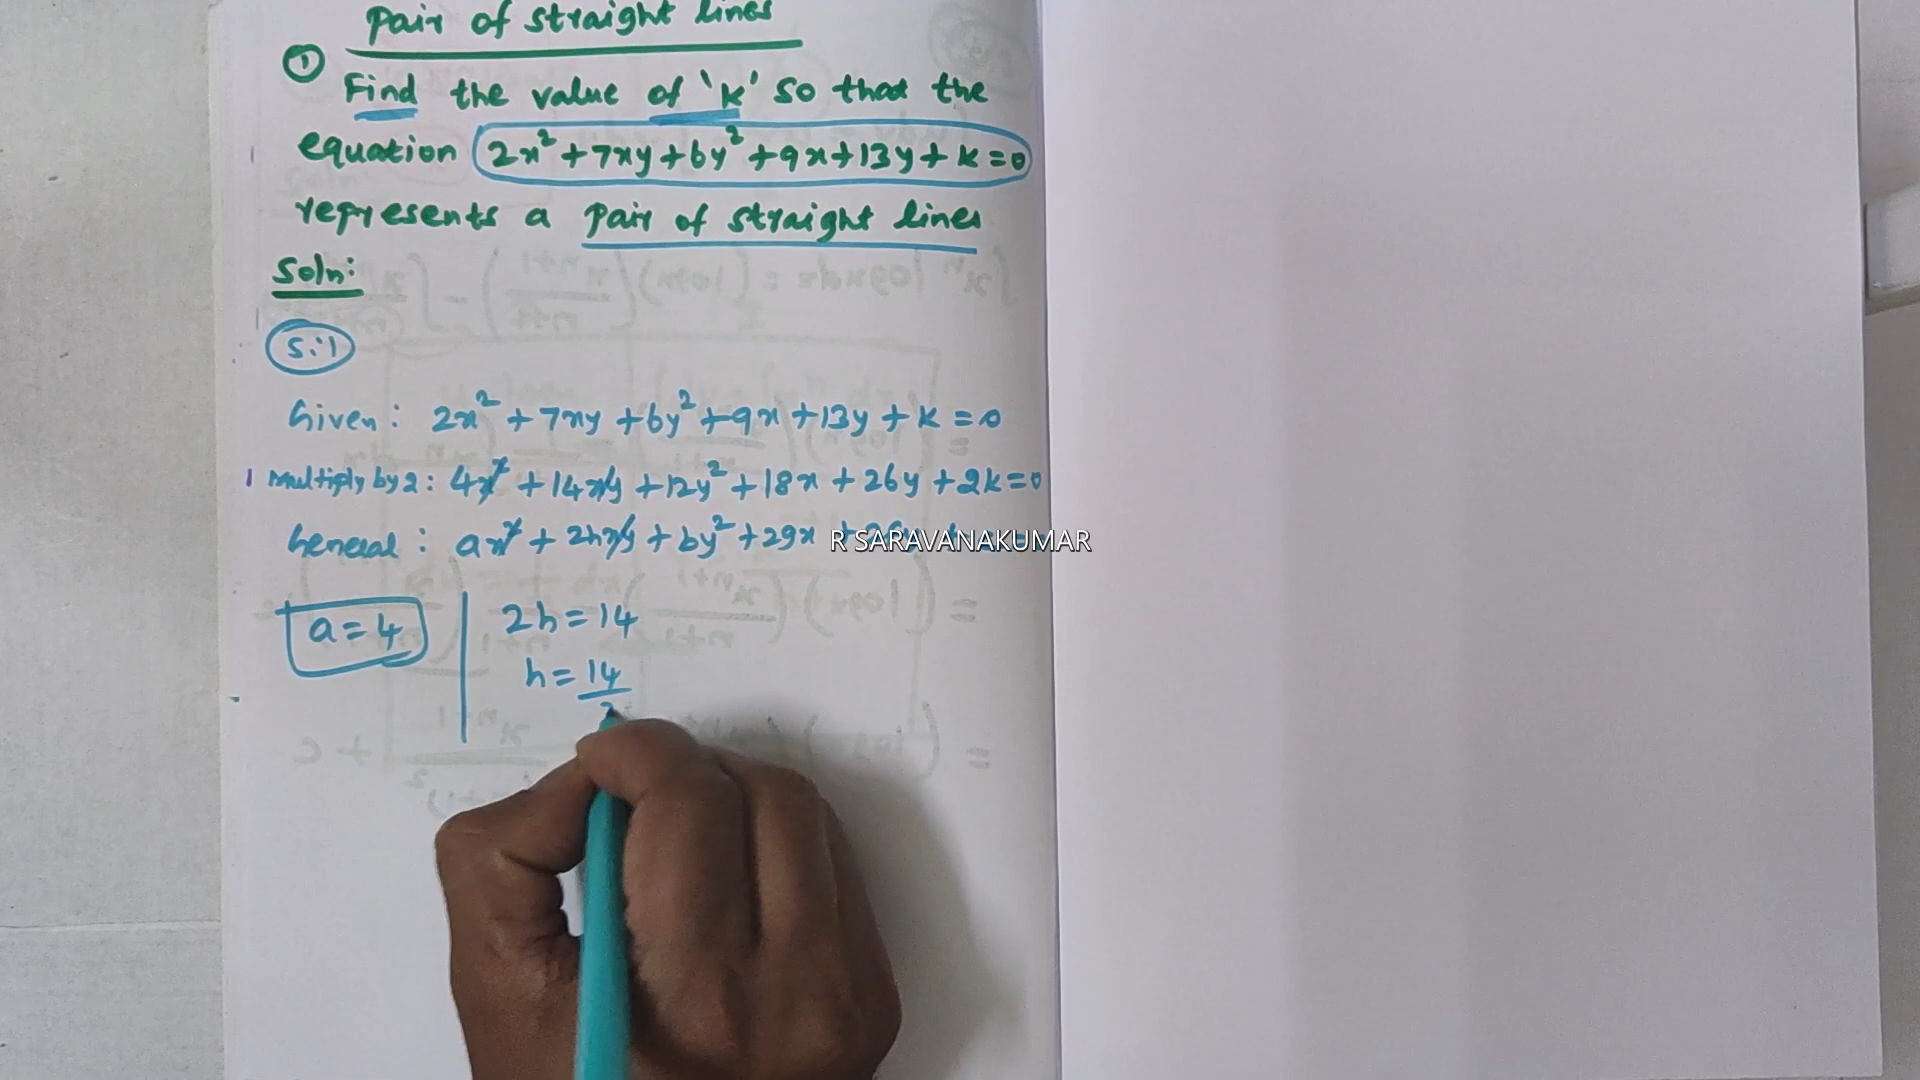 Pair of straight lines
① Find the value of 'k' so that the
equation 2x² + 7xy + 6y² + 9x + 13y + k = 0
represents a pair of straight lines
Soln:
S:1
Given: 2x² + 7xy + 6y² + 9x + 13y + k = 0
Multiply by 2: 4x² + 14xy + 12y² + 18x + 26y + 2k = 0
General: ax² + 2hxy + by² + 2gx
R SARAVANAKUMAR
a = 4
2h = 14
h = 14